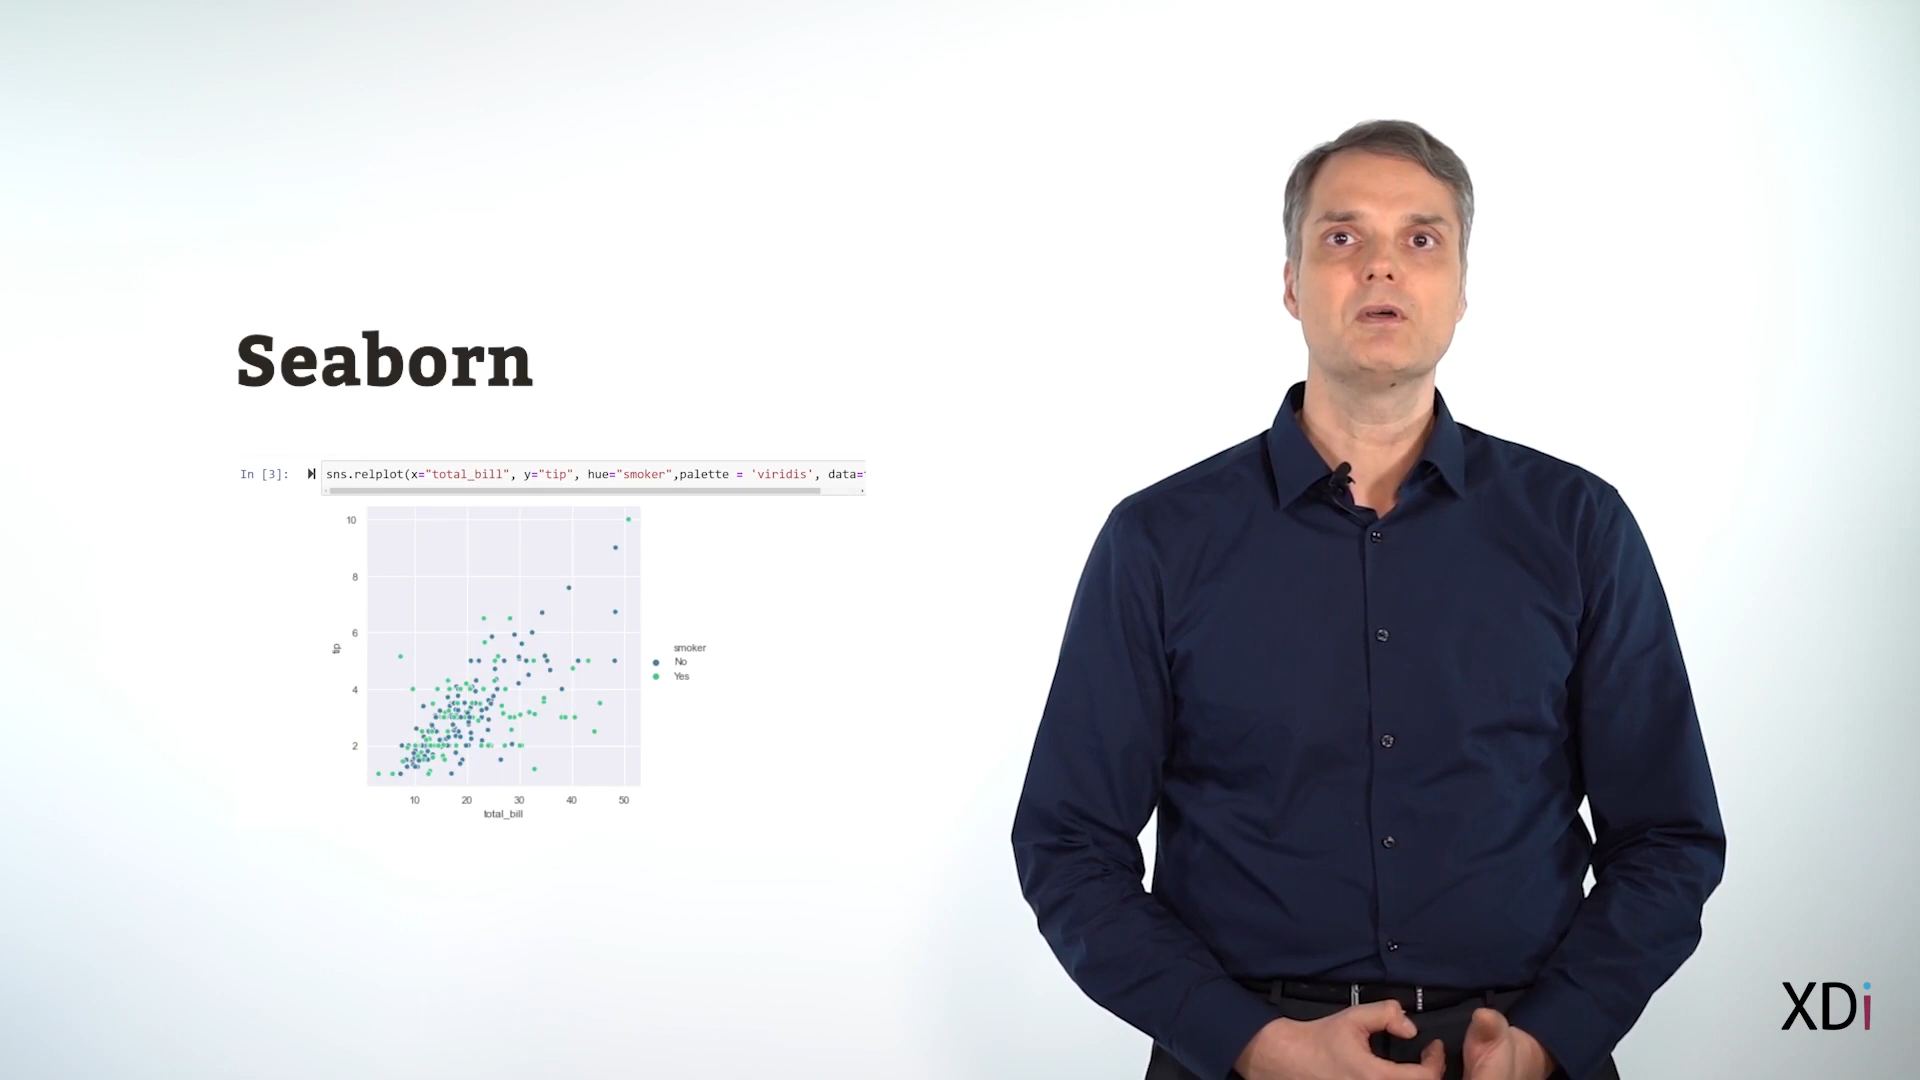 Seaborn
In [3]:
sns.relplot(x="total_bill", y="tip", hue="smoker",palette = 'viridis', data=
10
8
6
4
2
tip
smoker
No
Yes
10 20 30 40 50
total_bill
XDi